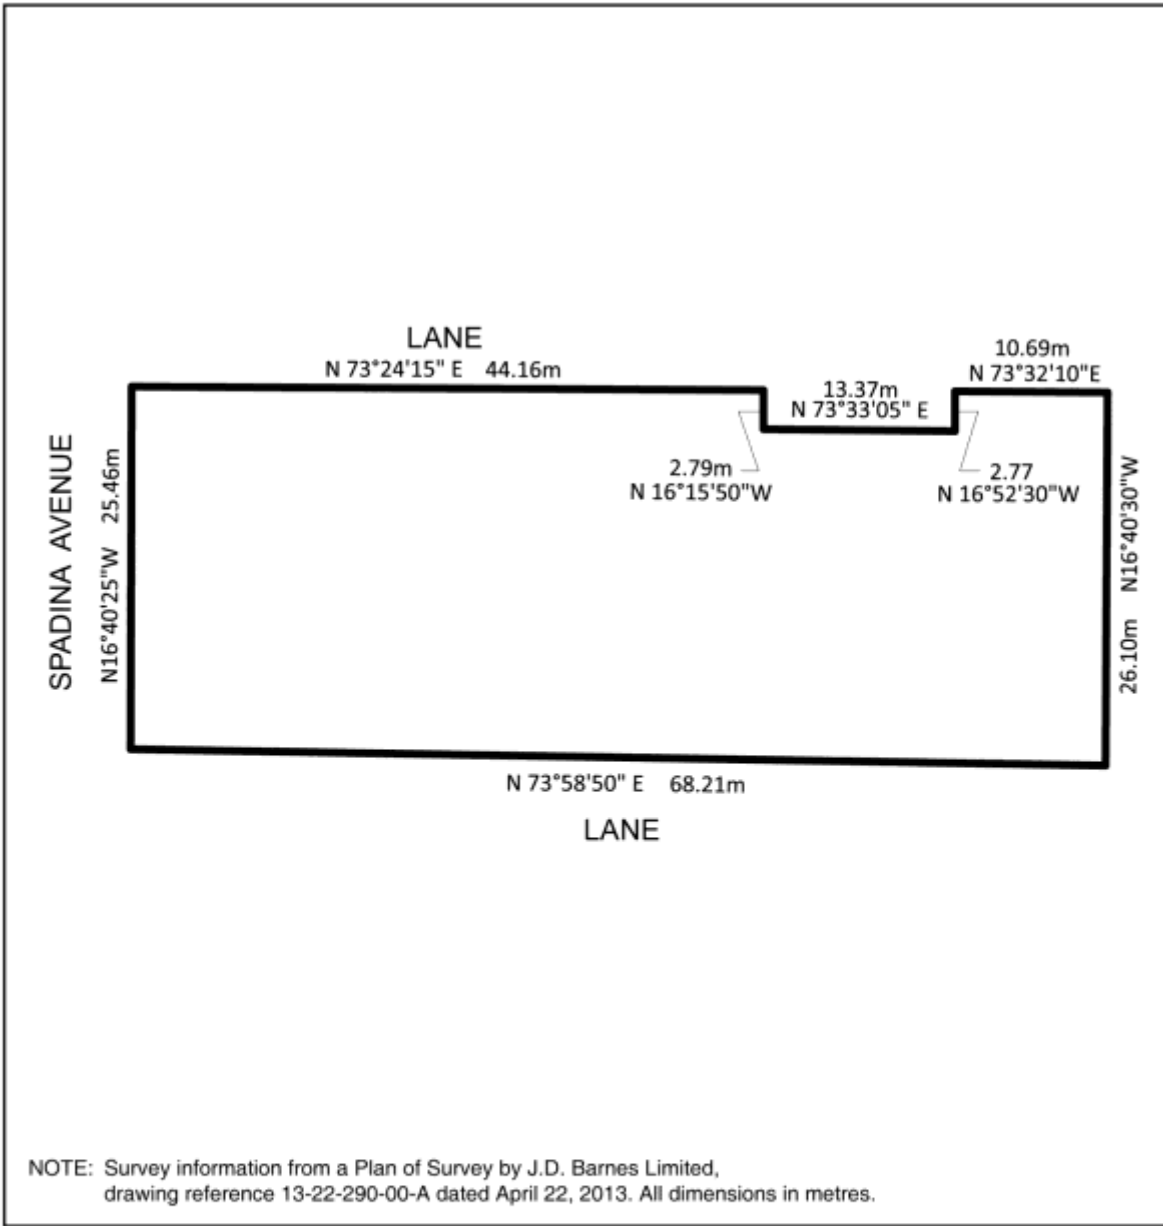 LANE
N 73°24'15" E 44.16m
10.69m
N 73°32'10"E
13.37m
N 73°33'05" E
2.79m
N 16°15'50"W
2.77
N 16°52'30"W
SPADINA AVENUE
N16°40'25"W 25.46m
26.10m N16°40'30"W
N 73°58'50" E 68.21m
LANE
NOTE: Survey information from a Plan of Survey by J.D. Barnes Limited,
drawing reference 13-22-290-00-A dated April 22, 2013. All dimensions in metres.